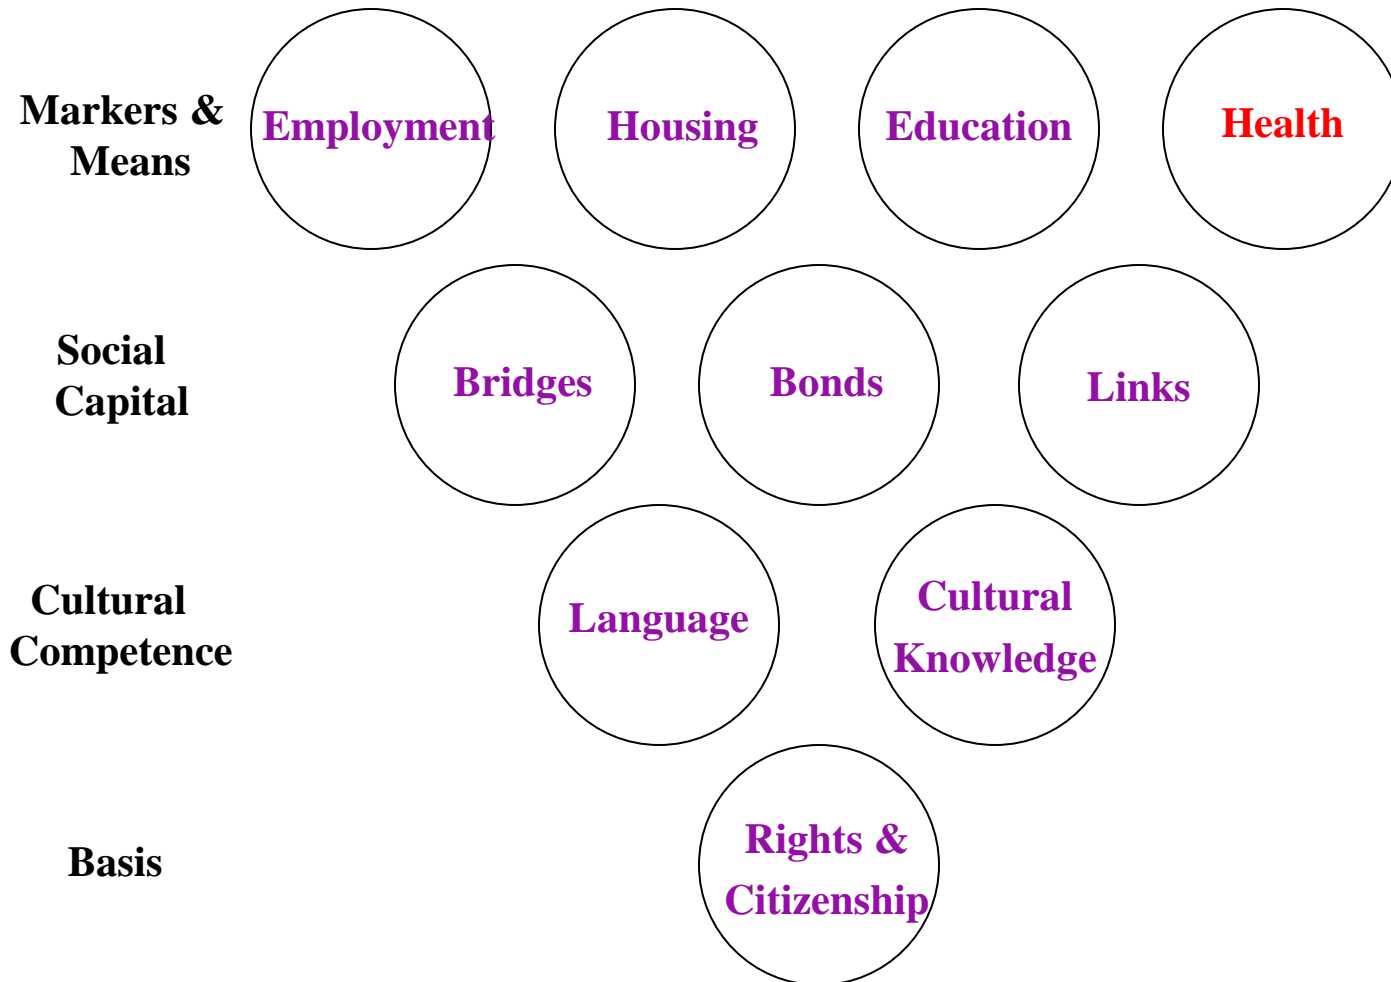 Markers &
Means
Employment
Housing
Education
Health
Social
Capital
Bridges
Bonds
Links
Cultural
Competence
Language
Cultural
Knowledge
Basis
Rights &
Citizenship